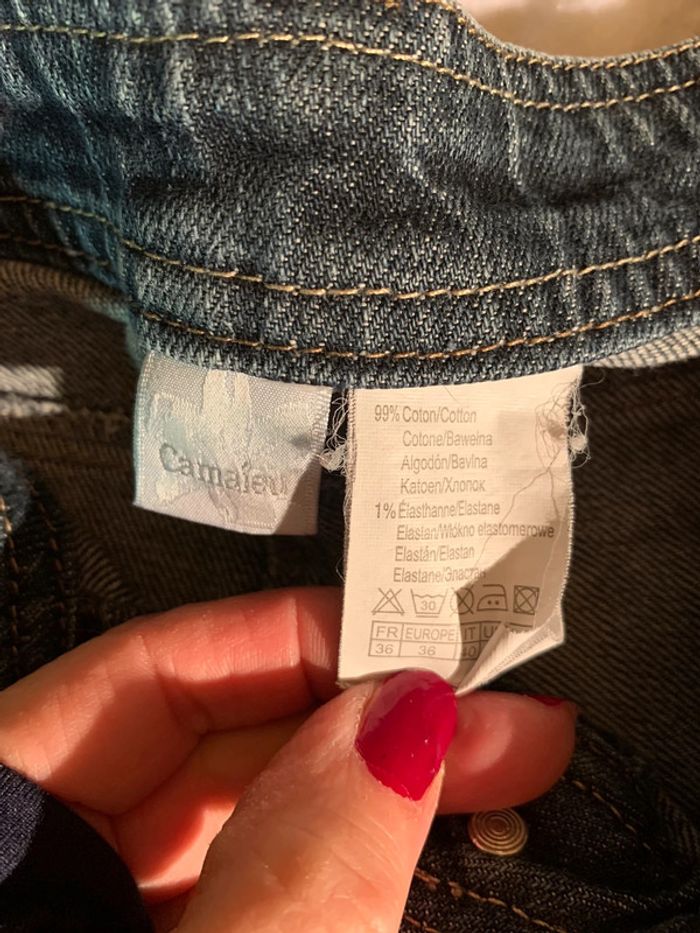 Camaïeu
99% Coton/Cotton
Cotone/Bawełna
Algodón/Bavlna
Katoen/Хлопок
1% Élasthanne/Elastane
Elastan/Włókno elastomerowe
Elastán/Elastan
Elastane/Эластан
30
FR EUROPE IT
36 36 40